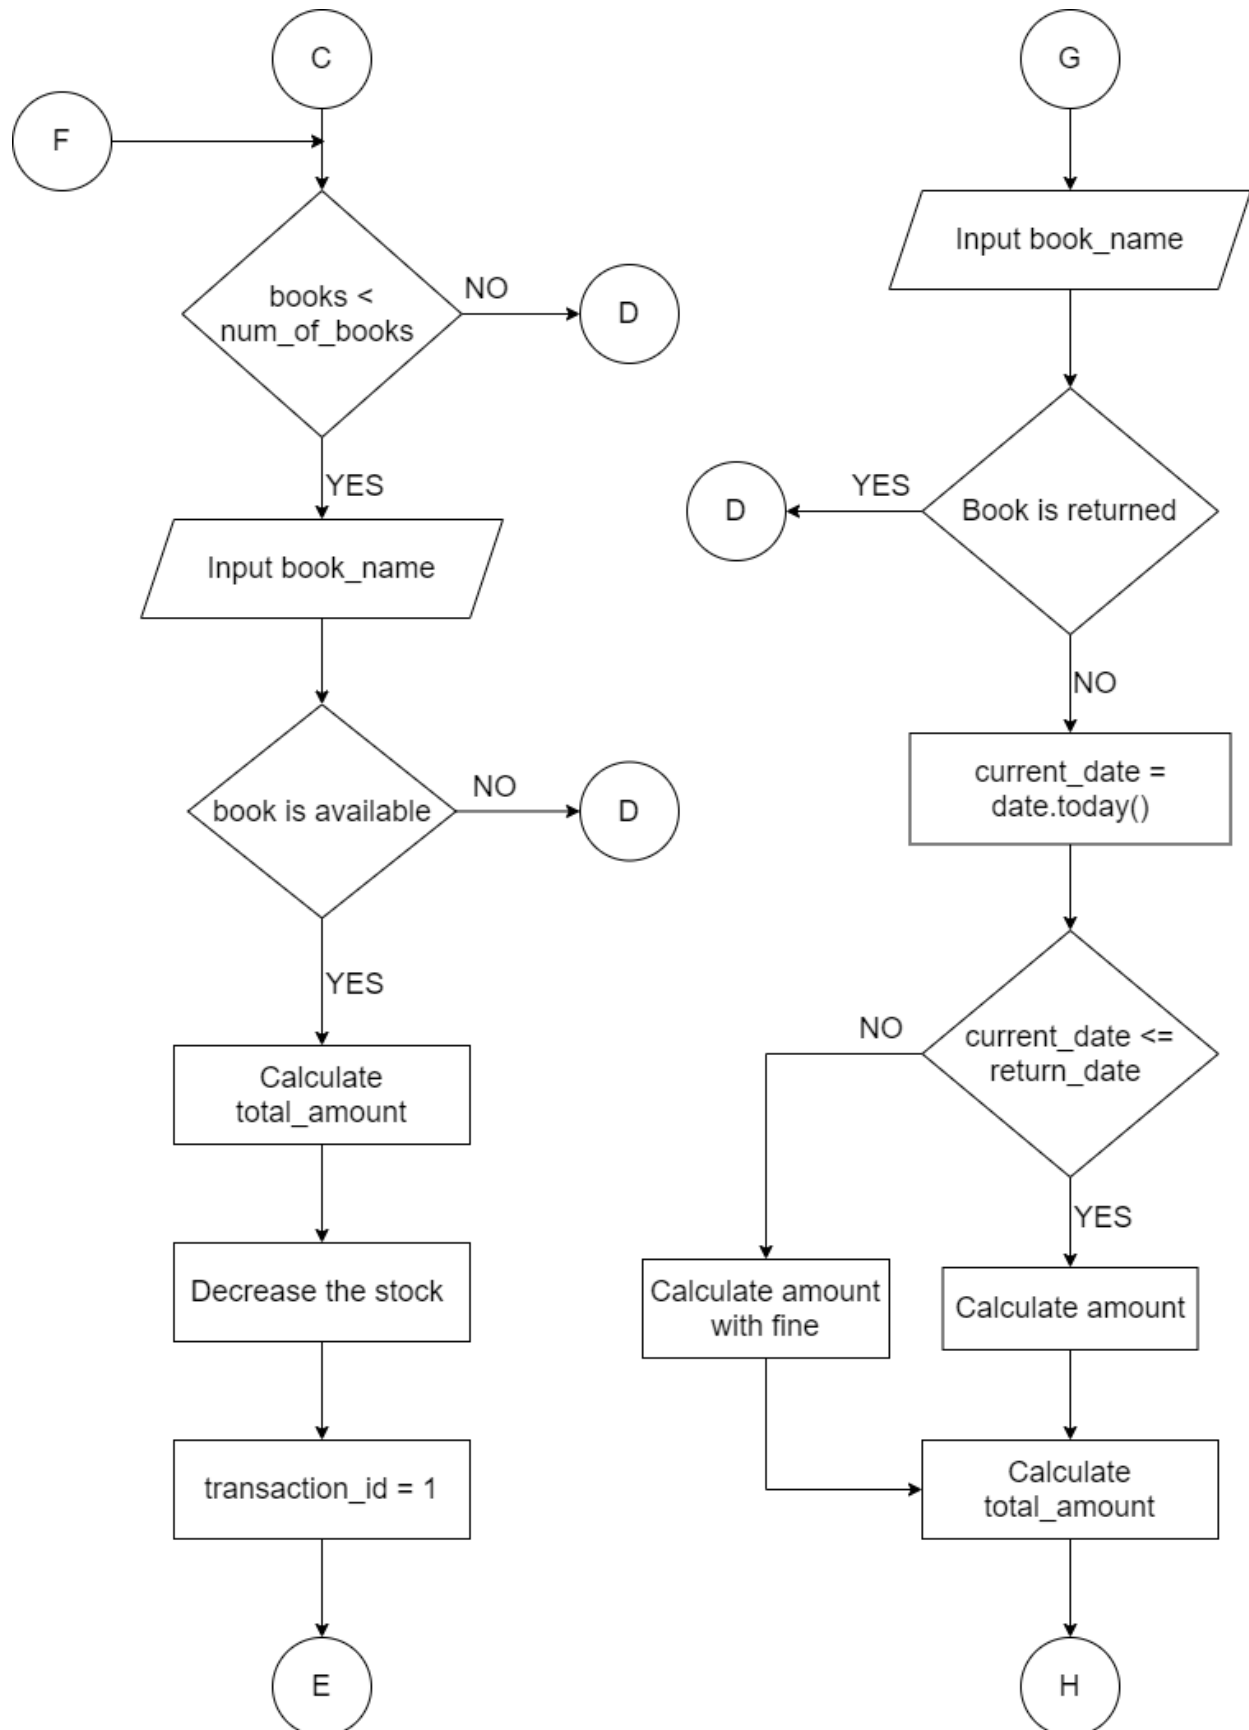 C
F
books <
num_of_books
NO
D
YES
Input book_name
book is available
NO
D
YES
Calculate
total_amount
Decrease the stock
transaction_id = 1
E
G
Input book_name
Book is returned
YES
D
NO
current_date =
date.today()
current_date <=
return_date
NO
YES
Calculate amount
with fine
Calculate amount
Calculate
total_amount
H